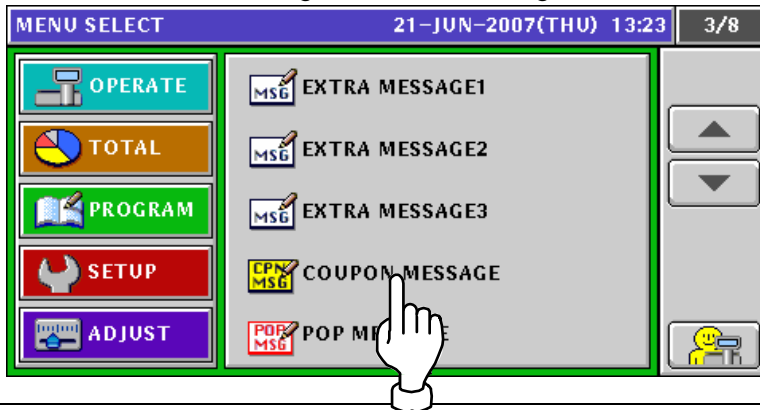 MENU SELECT 21-JUN-2007(THU) 13:23 3/8
OPERATE
TOTAL
PROGRAM
SETUP
ADJUST
MSG EXTRA MESSAGE1
MSG EXTRA MESSAGE2
MSG EXTRA MESSAGE3
CPN MSG COUPON MESSAGE
POP MSG POP